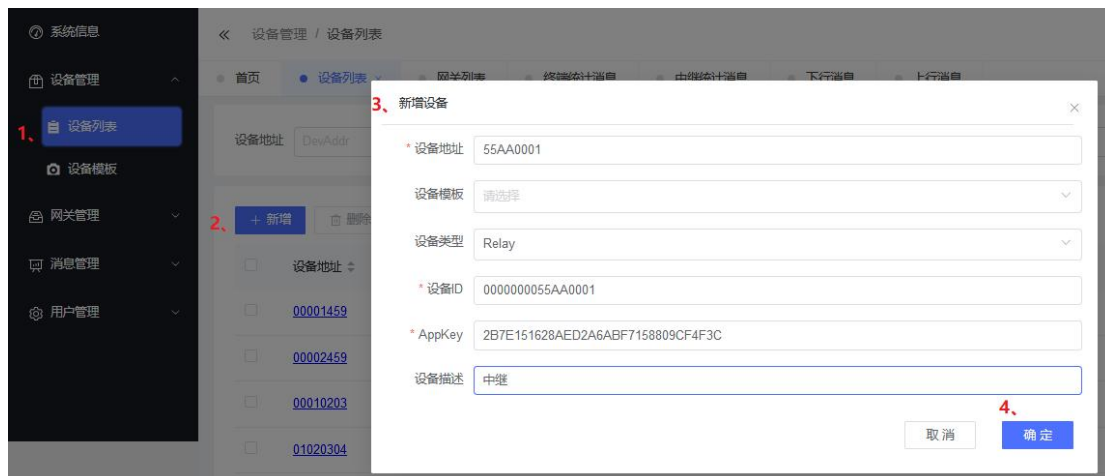 系统信息
设备管理 / 设备列表
设备管理
首页 设备列表 网关列表 终端统计消息 中继统计消息 下行消息 上行消息
1、 设备列表
设备模板
网关管理
消息管理
用户管理
设备地址 DevAddr
2、 + 新增 删除
设备地址
00001459
00002459
00010203
01020304
3、 新增设备
* 设备地址 55AA0001
设备模板 请选择
设备类型 Relay
* 设备ID 0000000055AA0001
* AppKey 2B7E151628AED2A6ABF7158809CF4F3C
设备描述 中继
4、
取消 确定